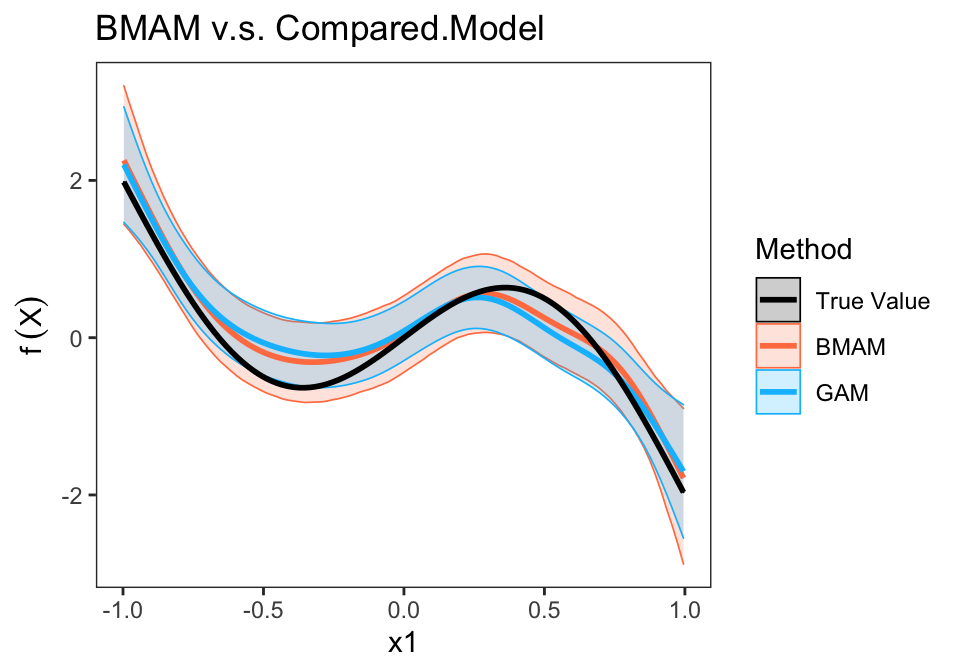 BMAM v.s. Compared.Model
f (X)
2
0
-2
-1.0 -0.5 0.0 0.5 1.0
x1
Method
True Value
BMAM
GAM